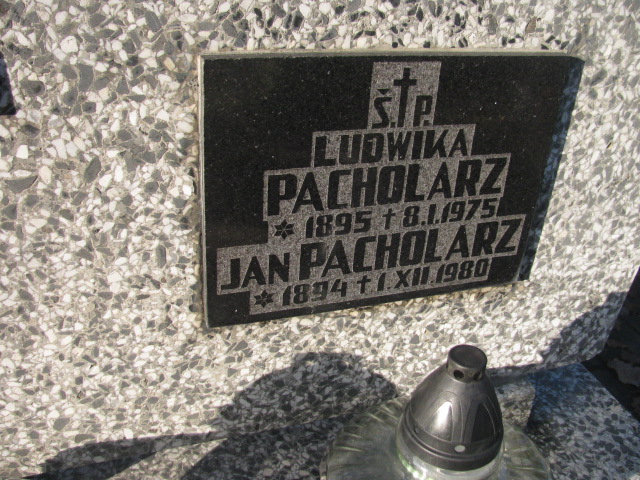 Ś.†P.
LUDWIKA
PACHOLARZ
* 1895 † 8.I.1975
JAN PACHOLARZ
* 1894 † 1.XII.1980